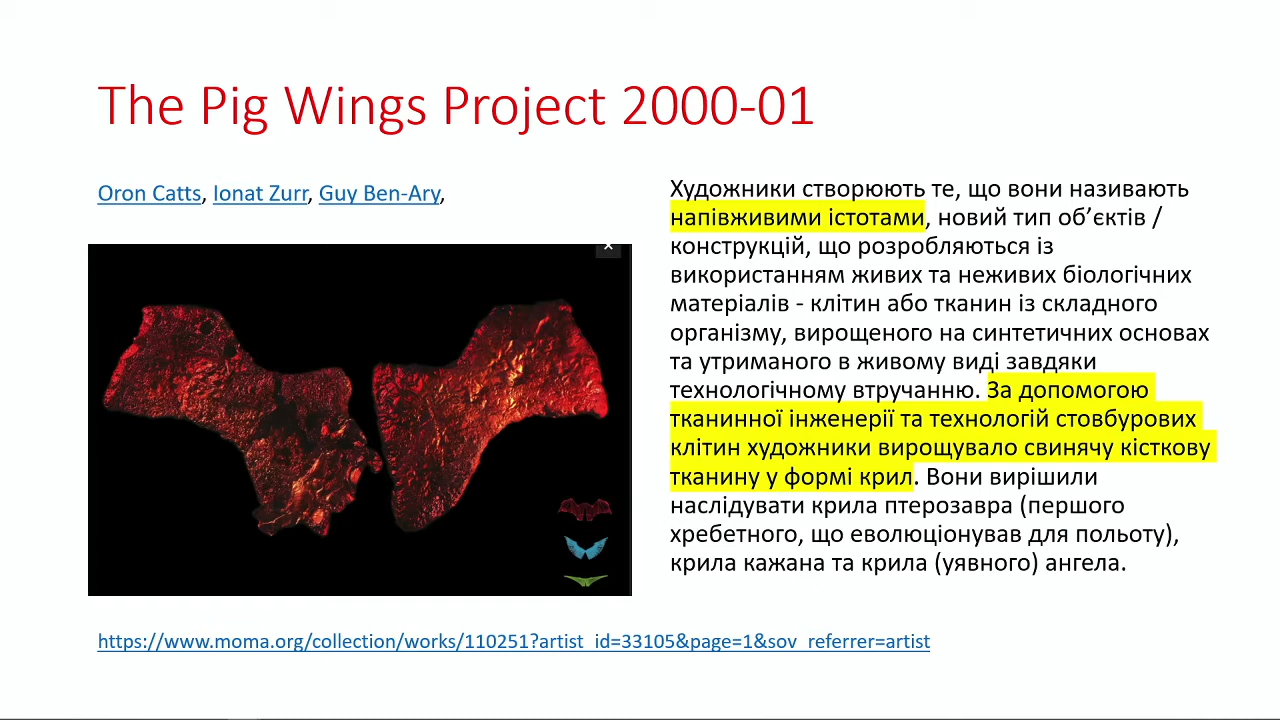 The Pig Wings Project 2000-01
Oron Catts, Ionat Zurr, Guy Ben-Ary,
Художники створюють те, що вони називають
напівживими істотами, новий тип об’єктів /
конструкцій, що розробляються із
використанням живих та неживих біологічних
матеріалів - клітин або тканин із складного
організму, вирощеного на синтетичних основах
та утриманого в живому виді завдяки
технологічному втручанню. За допомогою
тканинної інженерії та технологій стовбурових
клітин художники вирощувало свинячу кісткову
тканину у формі крил. Вони вирішили
наслідувати крила птерозавра (першого
хребетного, що еволюціонував для польоту),
крила кажана та крила (уявного) ангела.
https://www.moma.org/collection/works/110251?artist_id=33105&page=1&sov_referrer=artist